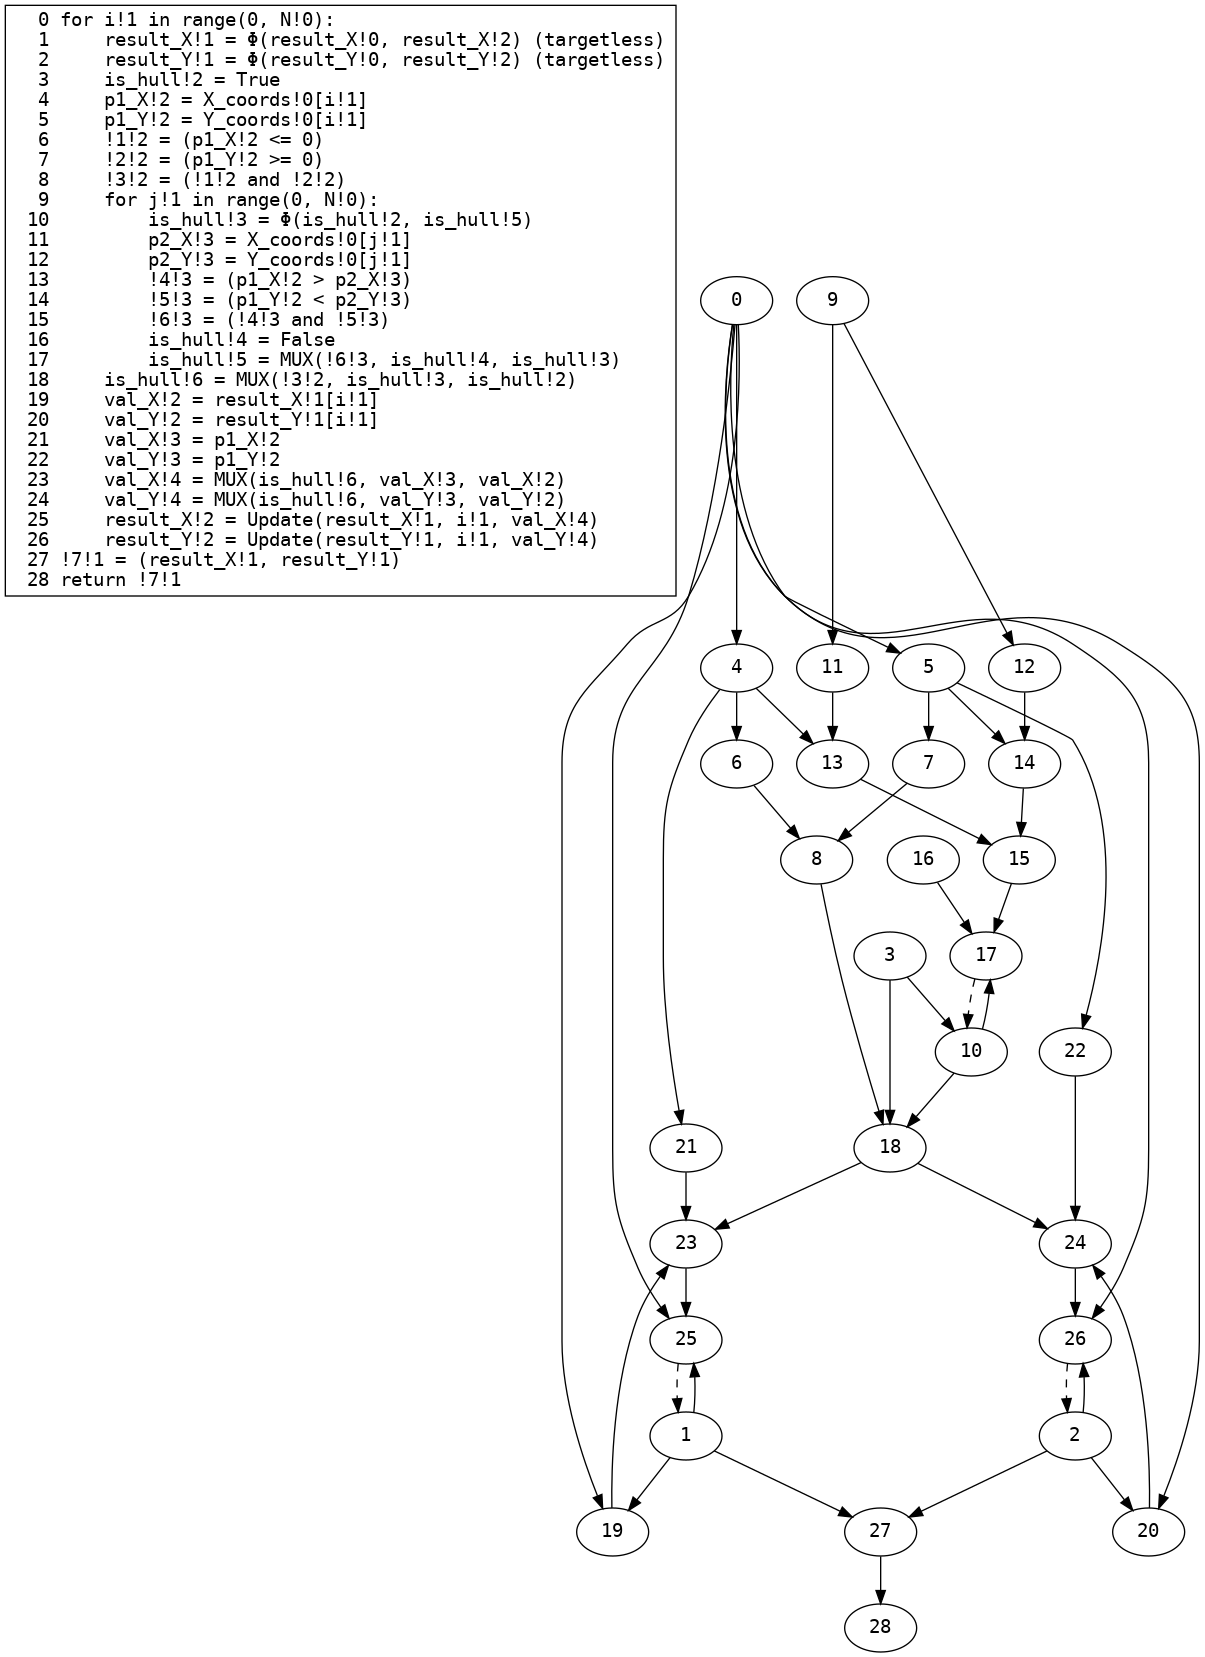 0 for i!1 in range(0, N!0):
1     result_X!1 = Φ(result_X!0, result_X!2) (targetless)
2     result_Y!1 = Φ(result_Y!0, result_Y!2) (targetless)
3     is_hull!2 = True
4     p1_X!2 = X_coords!0[i!1]
5     p1_Y!2 = Y_coords!0[i!1]
6     !1!2 = (p1_X!2 <= 0)
7     !2!2 = (p1_Y!2 >= 0)
8     !3!2 = (!1!2 and !2!2)
9     for j!1 in range(0, N!0):
10         is_hull!3 = Φ(is_hull!2, is_hull!5)
11         p2_X!3 = X_coords!0[j!1]
12         p2_Y!3 = Y_coords!0[j!1]
13         !4!3 = (p1_X!2 > p2_X!3)
14         !5!3 = (p1_Y!2 < p2_Y!3)
15         !6!3 = (!4!3 and !5!3)
16         is_hull!4 = False
17         is_hull!5 = MUX(!6!3, is_hull!4, is_hull!3)
18     is_hull!6 = MUX(!3!2, is_hull!3, is_hull!2)
19     val_X!2 = result_X!1[i!1]
20     val_Y!2 = result_Y!1[i!1]
21     val_X!3 = p1_X!2
22     val_Y!3 = p1_Y!2
23     val_X!4 = MUX(is_hull!6, val_X!3, val_X!2)
24     val_Y!4 = MUX(is_hull!6, val_Y!3, val_Y!2)
25     result_X!2 = Update(result_X!1, i!1, val_X!4)
26     result_Y!2 = Update(result_Y!1, i!1, val_Y!4)
27 !7!1 = (result_X!1, result_Y!1)
28 return !7!1
0
9
4
11
5
12
6
13
7
14
8
16
15
3
17
10
22
21
18
23
24
25
26
1
2
19
27
20
28